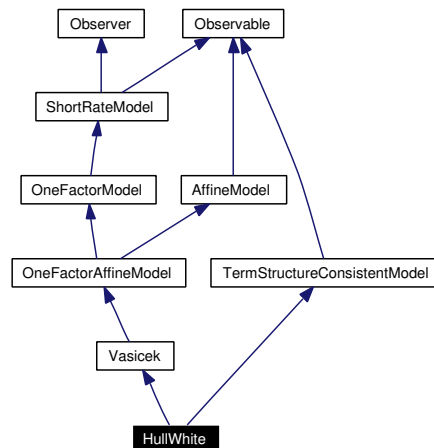 Observer
Observable
ShortRateModel
OneFactorModel
AffineModel
OneFactorAffineModel
TermStructureConsistentModel
Vasicek
HullWhite